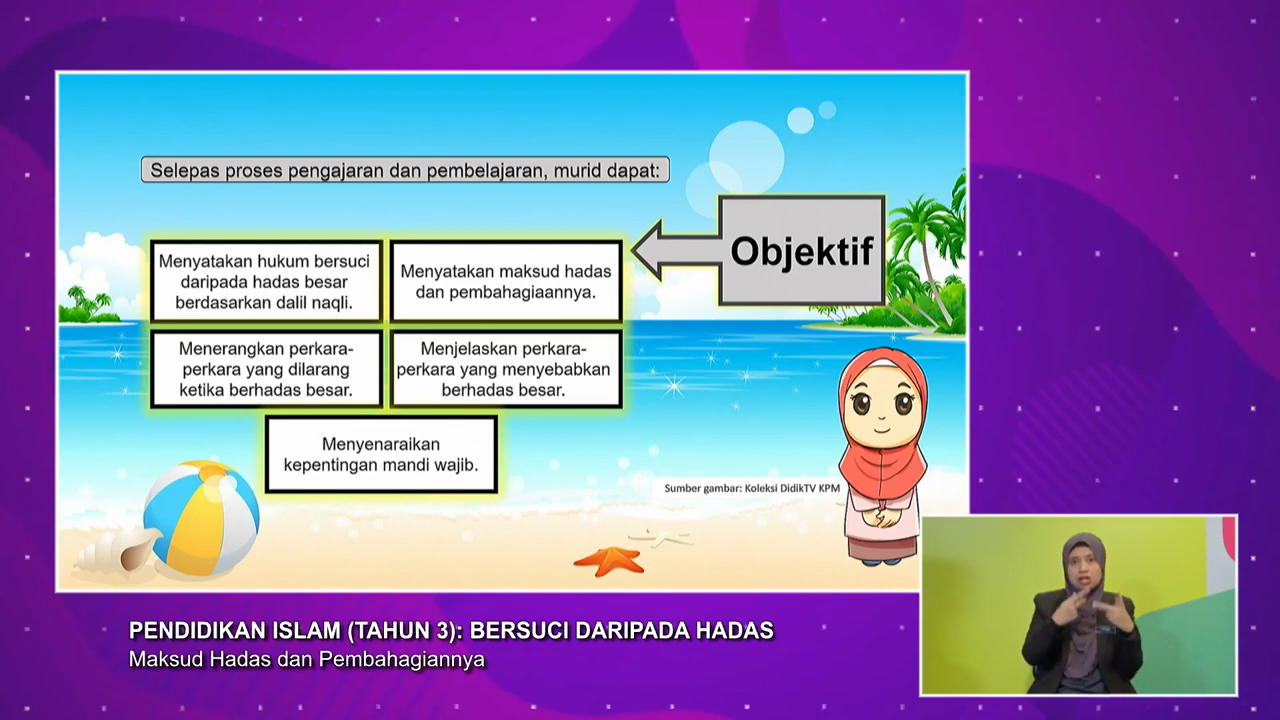 Selepas proses pengajaran dan pembelajaran, murid dapat:
Objektif
Menyatakan hukum bersuci
daripada hadas besar
berdasarkan dalil naqli.
Menyatakan maksud hadas
dan pembahagiaannya.
Menerangkan perkara-
perkara yang dilarang
ketika berhadas besar.
Menjelaskan perkara-
perkara yang menyebabkan
berhadas besar.
Menyenaraikan
kepentingan mandi wajib.
Sumber gambar: Koleksi DidikTV KPM
PENDIDIKAN ISLAM (TAHUN 3): BERSUCI DARIPADA HADAS
Maksud Hadas dan Pembahagiannya